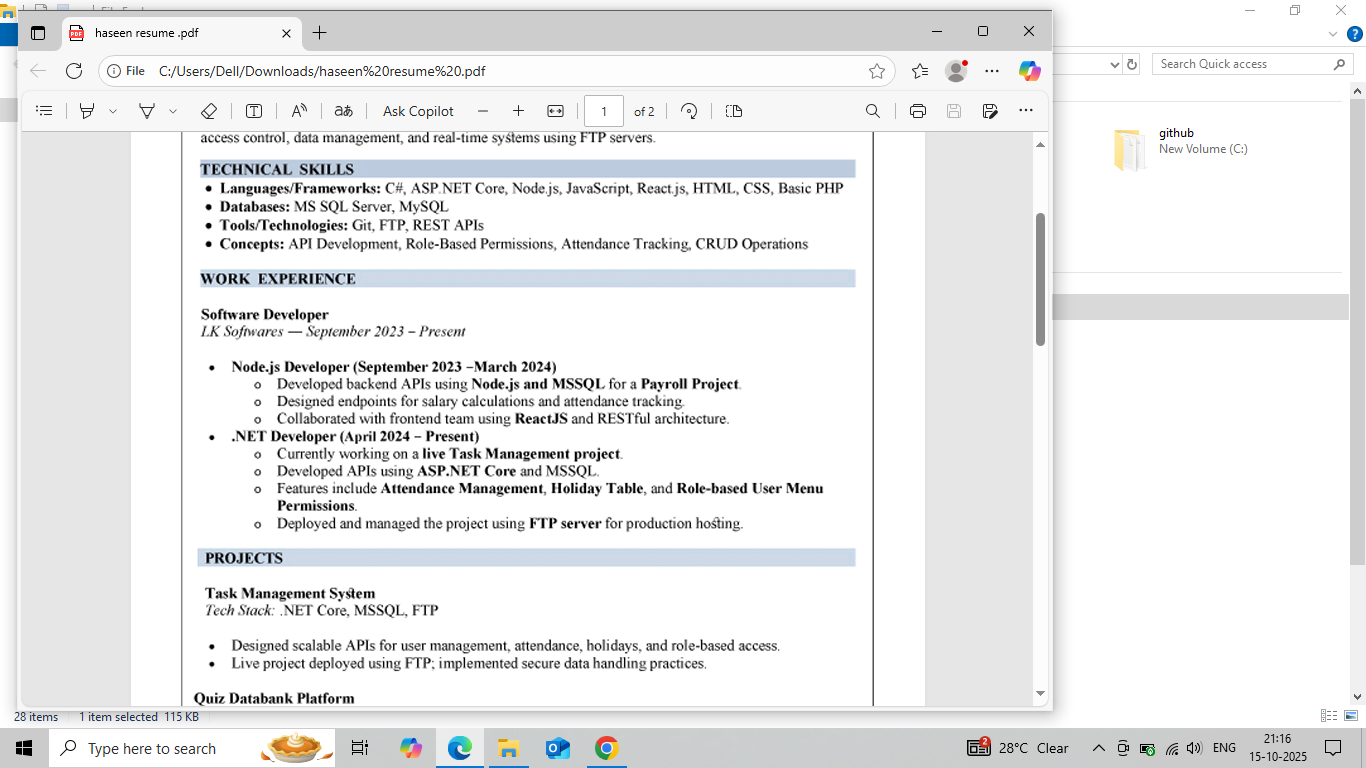 File Expl
haseen resume .pdf
File C:/Users/Dell/Downloads/haseen%20resume%20.pdf
Search Quick access
Ask Copilot
1 of 2
access control, data management, and real-time systems using FTP servers.
TECHNICAL SKILLS
• Languages/Frameworks: C#, ASP.NET Core, Node.js, JavaScript, React.js, HTML, CSS, Basic PHP
• Databases: MS SQL Server, MySQL
• Tools/Technologies: Git, FTP, REST APIs
• Concepts: API Development, Role-Based Permissions, Attendance Tracking, CRUD Operations
WORK EXPERIENCE
Software Developer
LK Softwares — September 2023 – Present
• Node.js Developer (September 2023 –March 2024)
o Developed backend APIs using Node.js and MSSQL for a Payroll Project.
o Designed endpoints for salary calculations and attendance tracking.
o Collaborated with frontend team using ReactJS and RESTful architecture.
• .NET Developer (April 2024 – Present)
o Currently working on a live Task Management project.
o Developed APIs using ASP.NET Core and MSSQL.
o Features include Attendance Management, Holiday Table, and Role-based User Menu
Permissions.
o Deployed and managed the project using FTP server for production hosting.
PROJECTS
Task Management System
Tech Stack: .NET Core, MSSQL, FTP
• Designed scalable APIs for user management, attendance, holidays, and role-based access.
• Live project deployed using FTP; implemented secure data handling practices.
Quiz Databank Platform
github
New Volume (C:)
28 items 1 item selected 115 KB
Type here to search
2
28°C Clear
ENG
21:16
15-10-2025